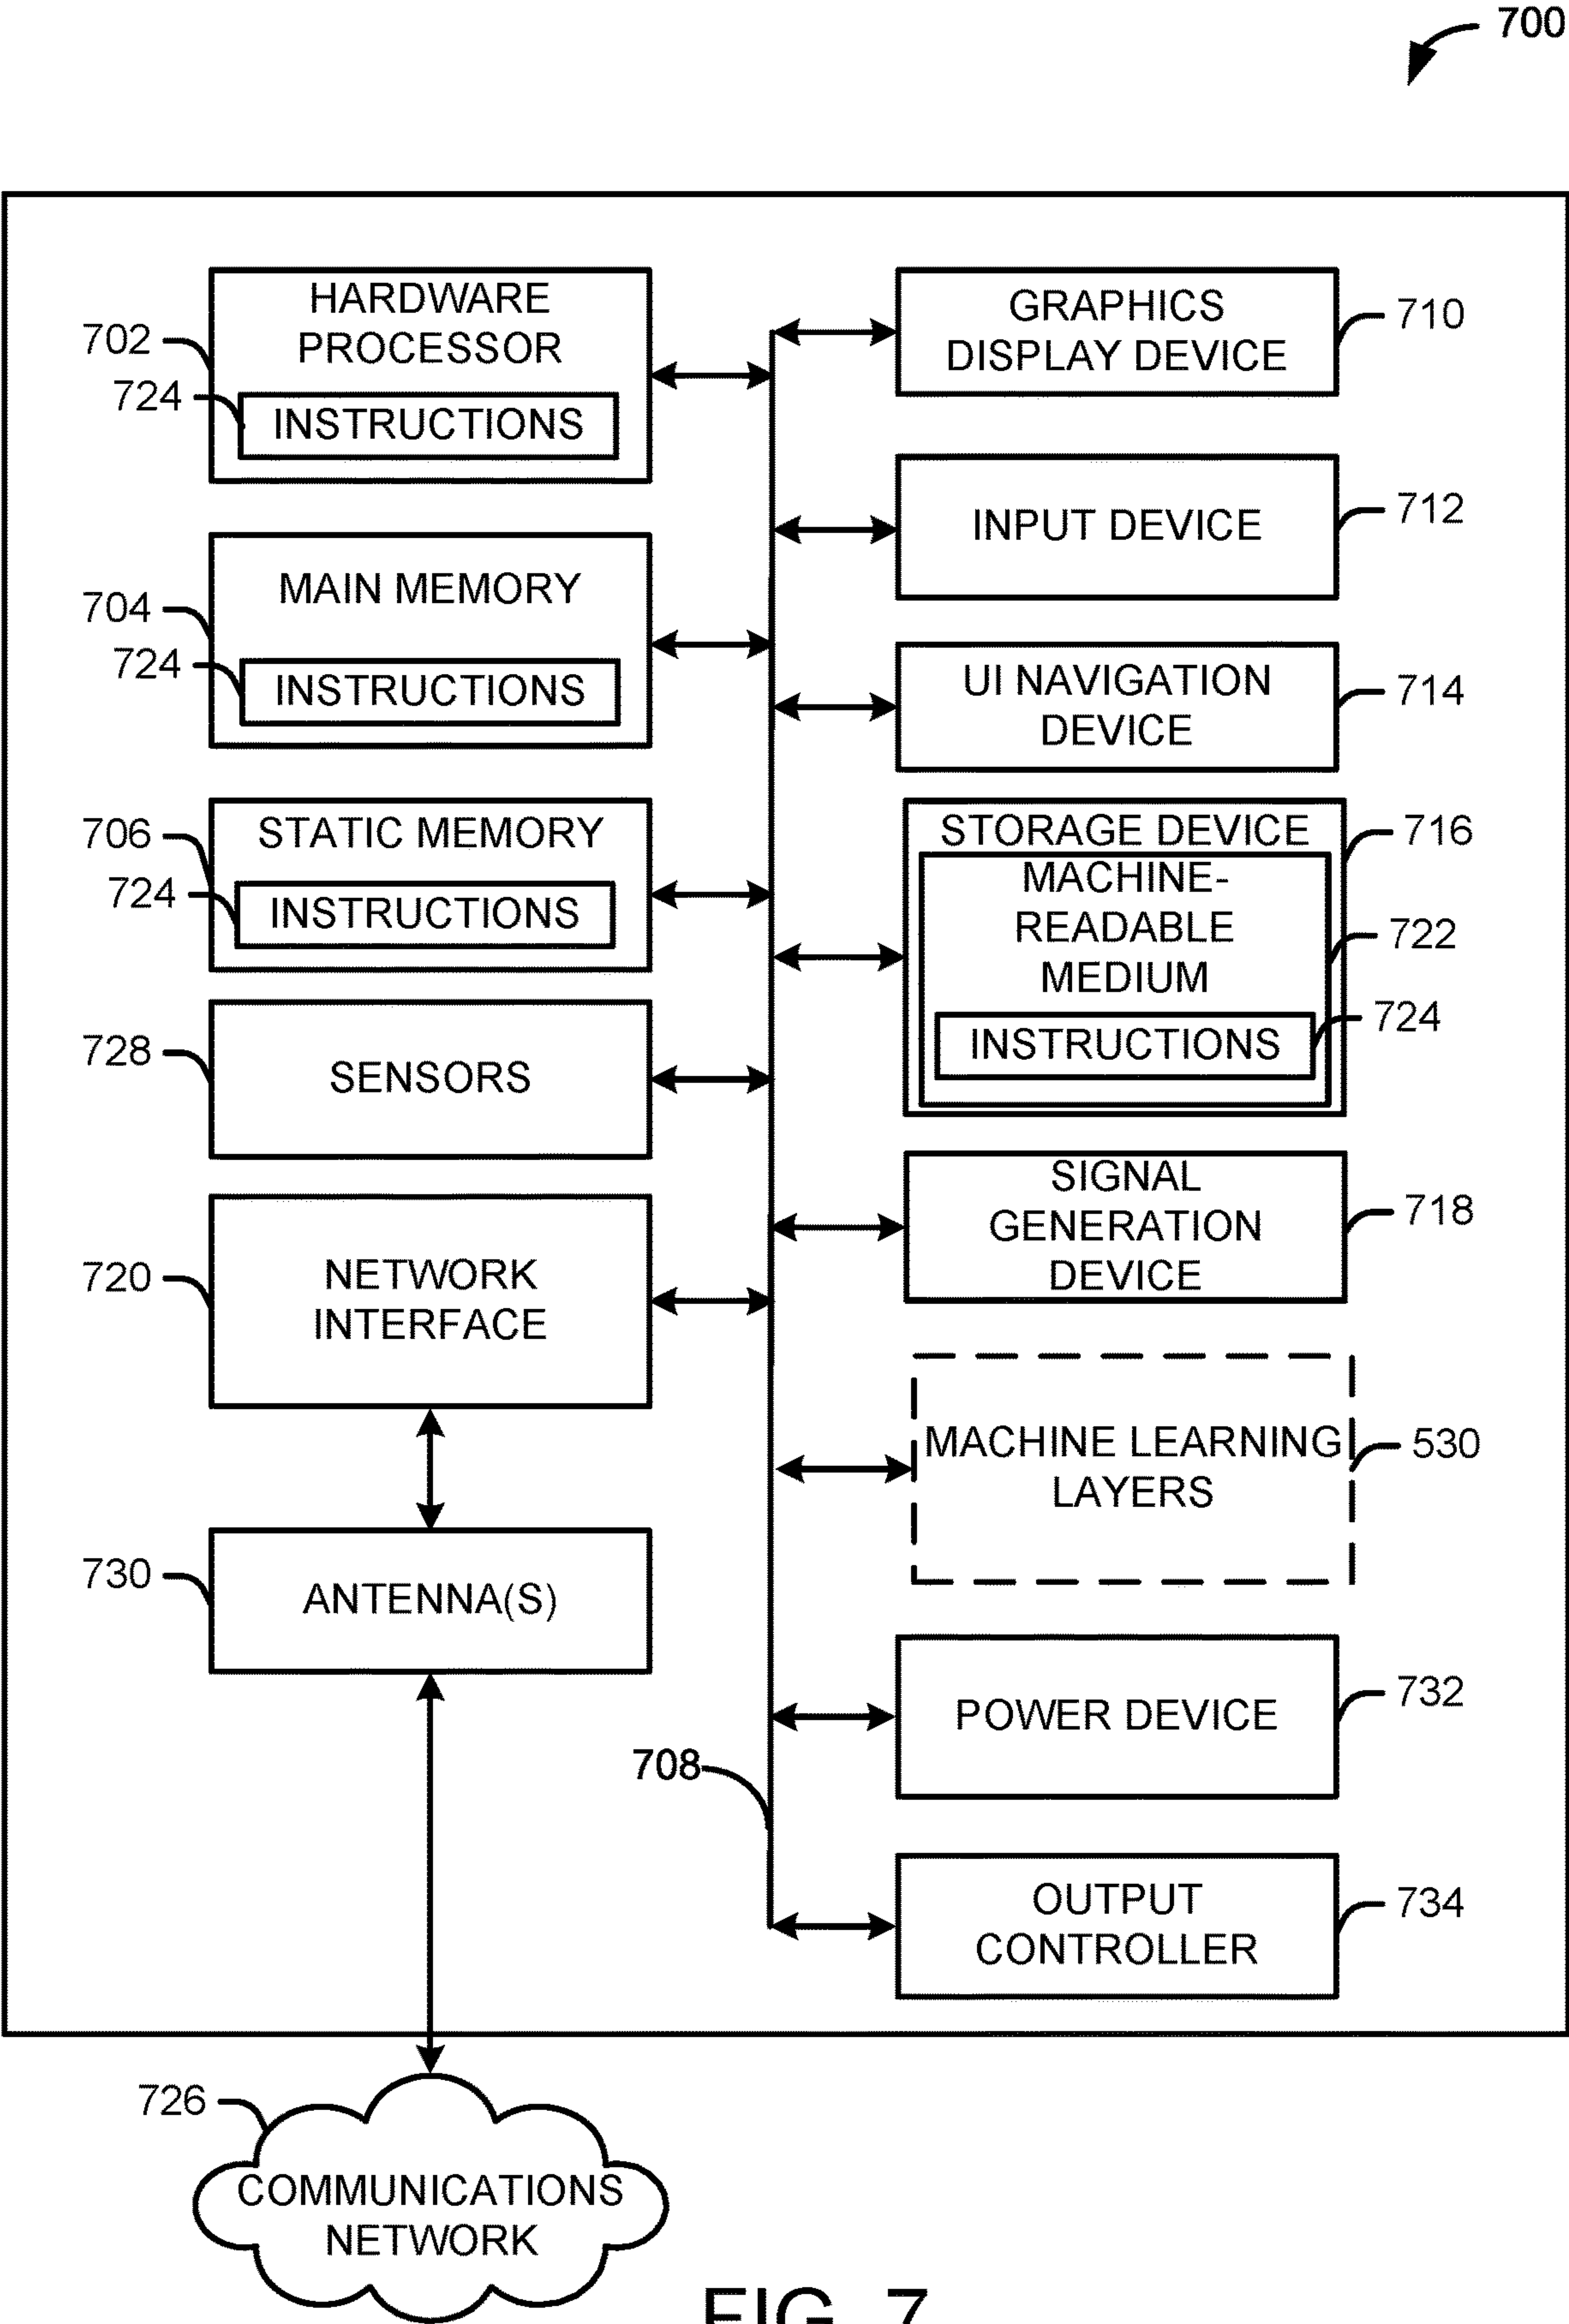 700
HARDWARE
PROCESSOR
702
724
INSTRUCTIONS
MAIN MEMORY
704
724
INSTRUCTIONS
STATIC MEMORY
706
724
INSTRUCTIONS
728
SENSORS
720
NETWORK
INTERFACE
730
ANTENNA(S)
708
GRAPHICS
DISPLAY DEVICE
710
INPUT DEVICE
712
UI NAVIGATION
DEVICE
714
STORAGE DEVICE
716
MACHINE-
READABLE
MEDIUM
722
INSTRUCTIONS
724
SIGNAL
GENERATION
DEVICE
718
MACHINE LEARNING
LAYERS
530
POWER DEVICE
732
OUTPUT
CONTROLLER
734
726
COMMUNICATIONS
NETWORK
FIG. 7